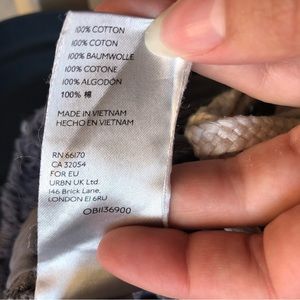 100% COTTON
100% COTON
100% BAUMWOLLE
100% COTONE
100% ALGODÓN
100% 棉
MADE IN VIETNAM
HECHO EN VIETNAM
RN 66170
CA 32054
FOR EU
URBN UK Ltd.
146 Brick Lane,
LONDON E1 6RU
OB1136900